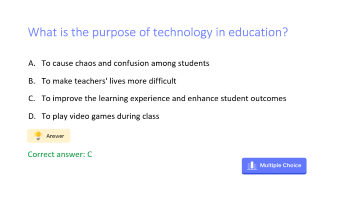 What is the purpose of technology in education?
A. To cause chaos and confusion among students
B. To make teachers' lives more difficult
C. To improve the learning experience and enhance student outcomes
D. To play video games during class
Answer
Correct answer: C
Multiple Choice